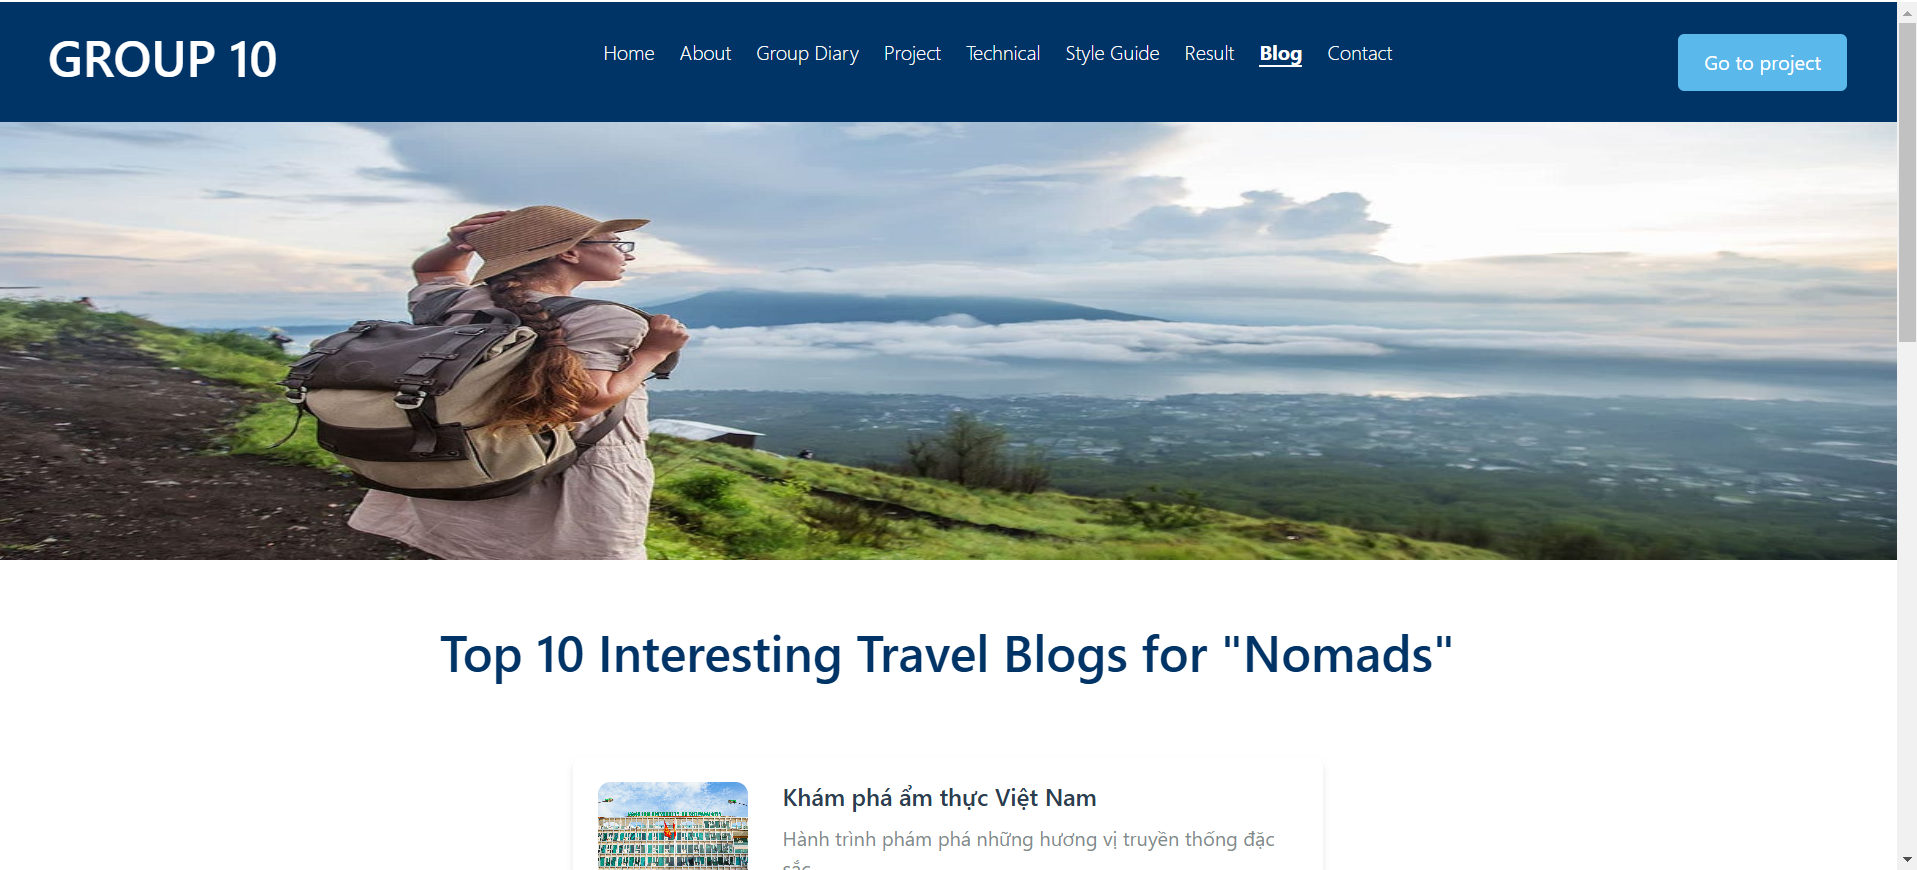 GROUP 10
Home About Group Diary Project Technical Style Guide Result Blog Contact
Go to project
Top 10 Interesting Travel Blogs for "Nomads"
Khám phá ẩm thực Việt Nam
Hành trình phám phá những hương vị truyền thống đặc
sắc